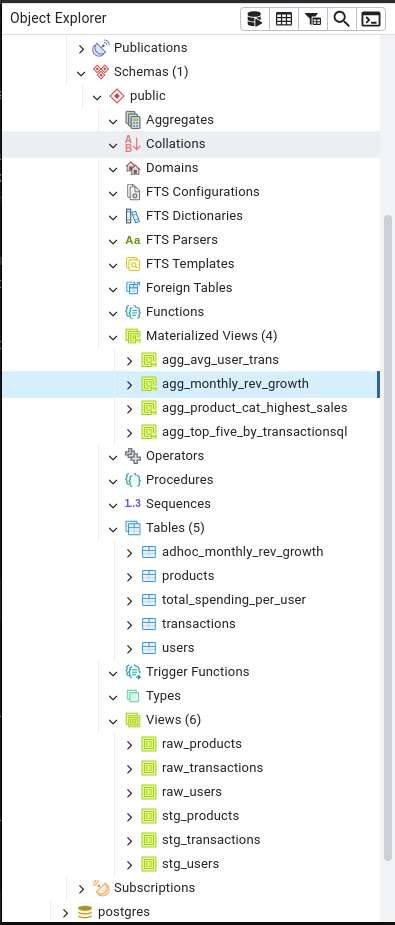 Object Explorer
Publications
Schemas (1)
public
Aggregates
Collations
Domains
FTS Configurations
FTS Dictionaries
Aa FTS Parsers
FTS Templates
Foreign Tables
Functions
Materialized Views (4)
agg_avg_user_trans
agg_monthly_rev_growth
agg_product_cat_highest_sales
agg_top_five_by_transactionsql
Operators
Procedures
1..3 Sequences
Tables (5)
adhoc_monthly_rev_growth
products
total_spending_per_user
transactions
users
Trigger Functions
Types
Views (6)
raw_products
raw_transactions
raw_users
stg_products
stg_transactions
stg_users
Subscriptions
postgres